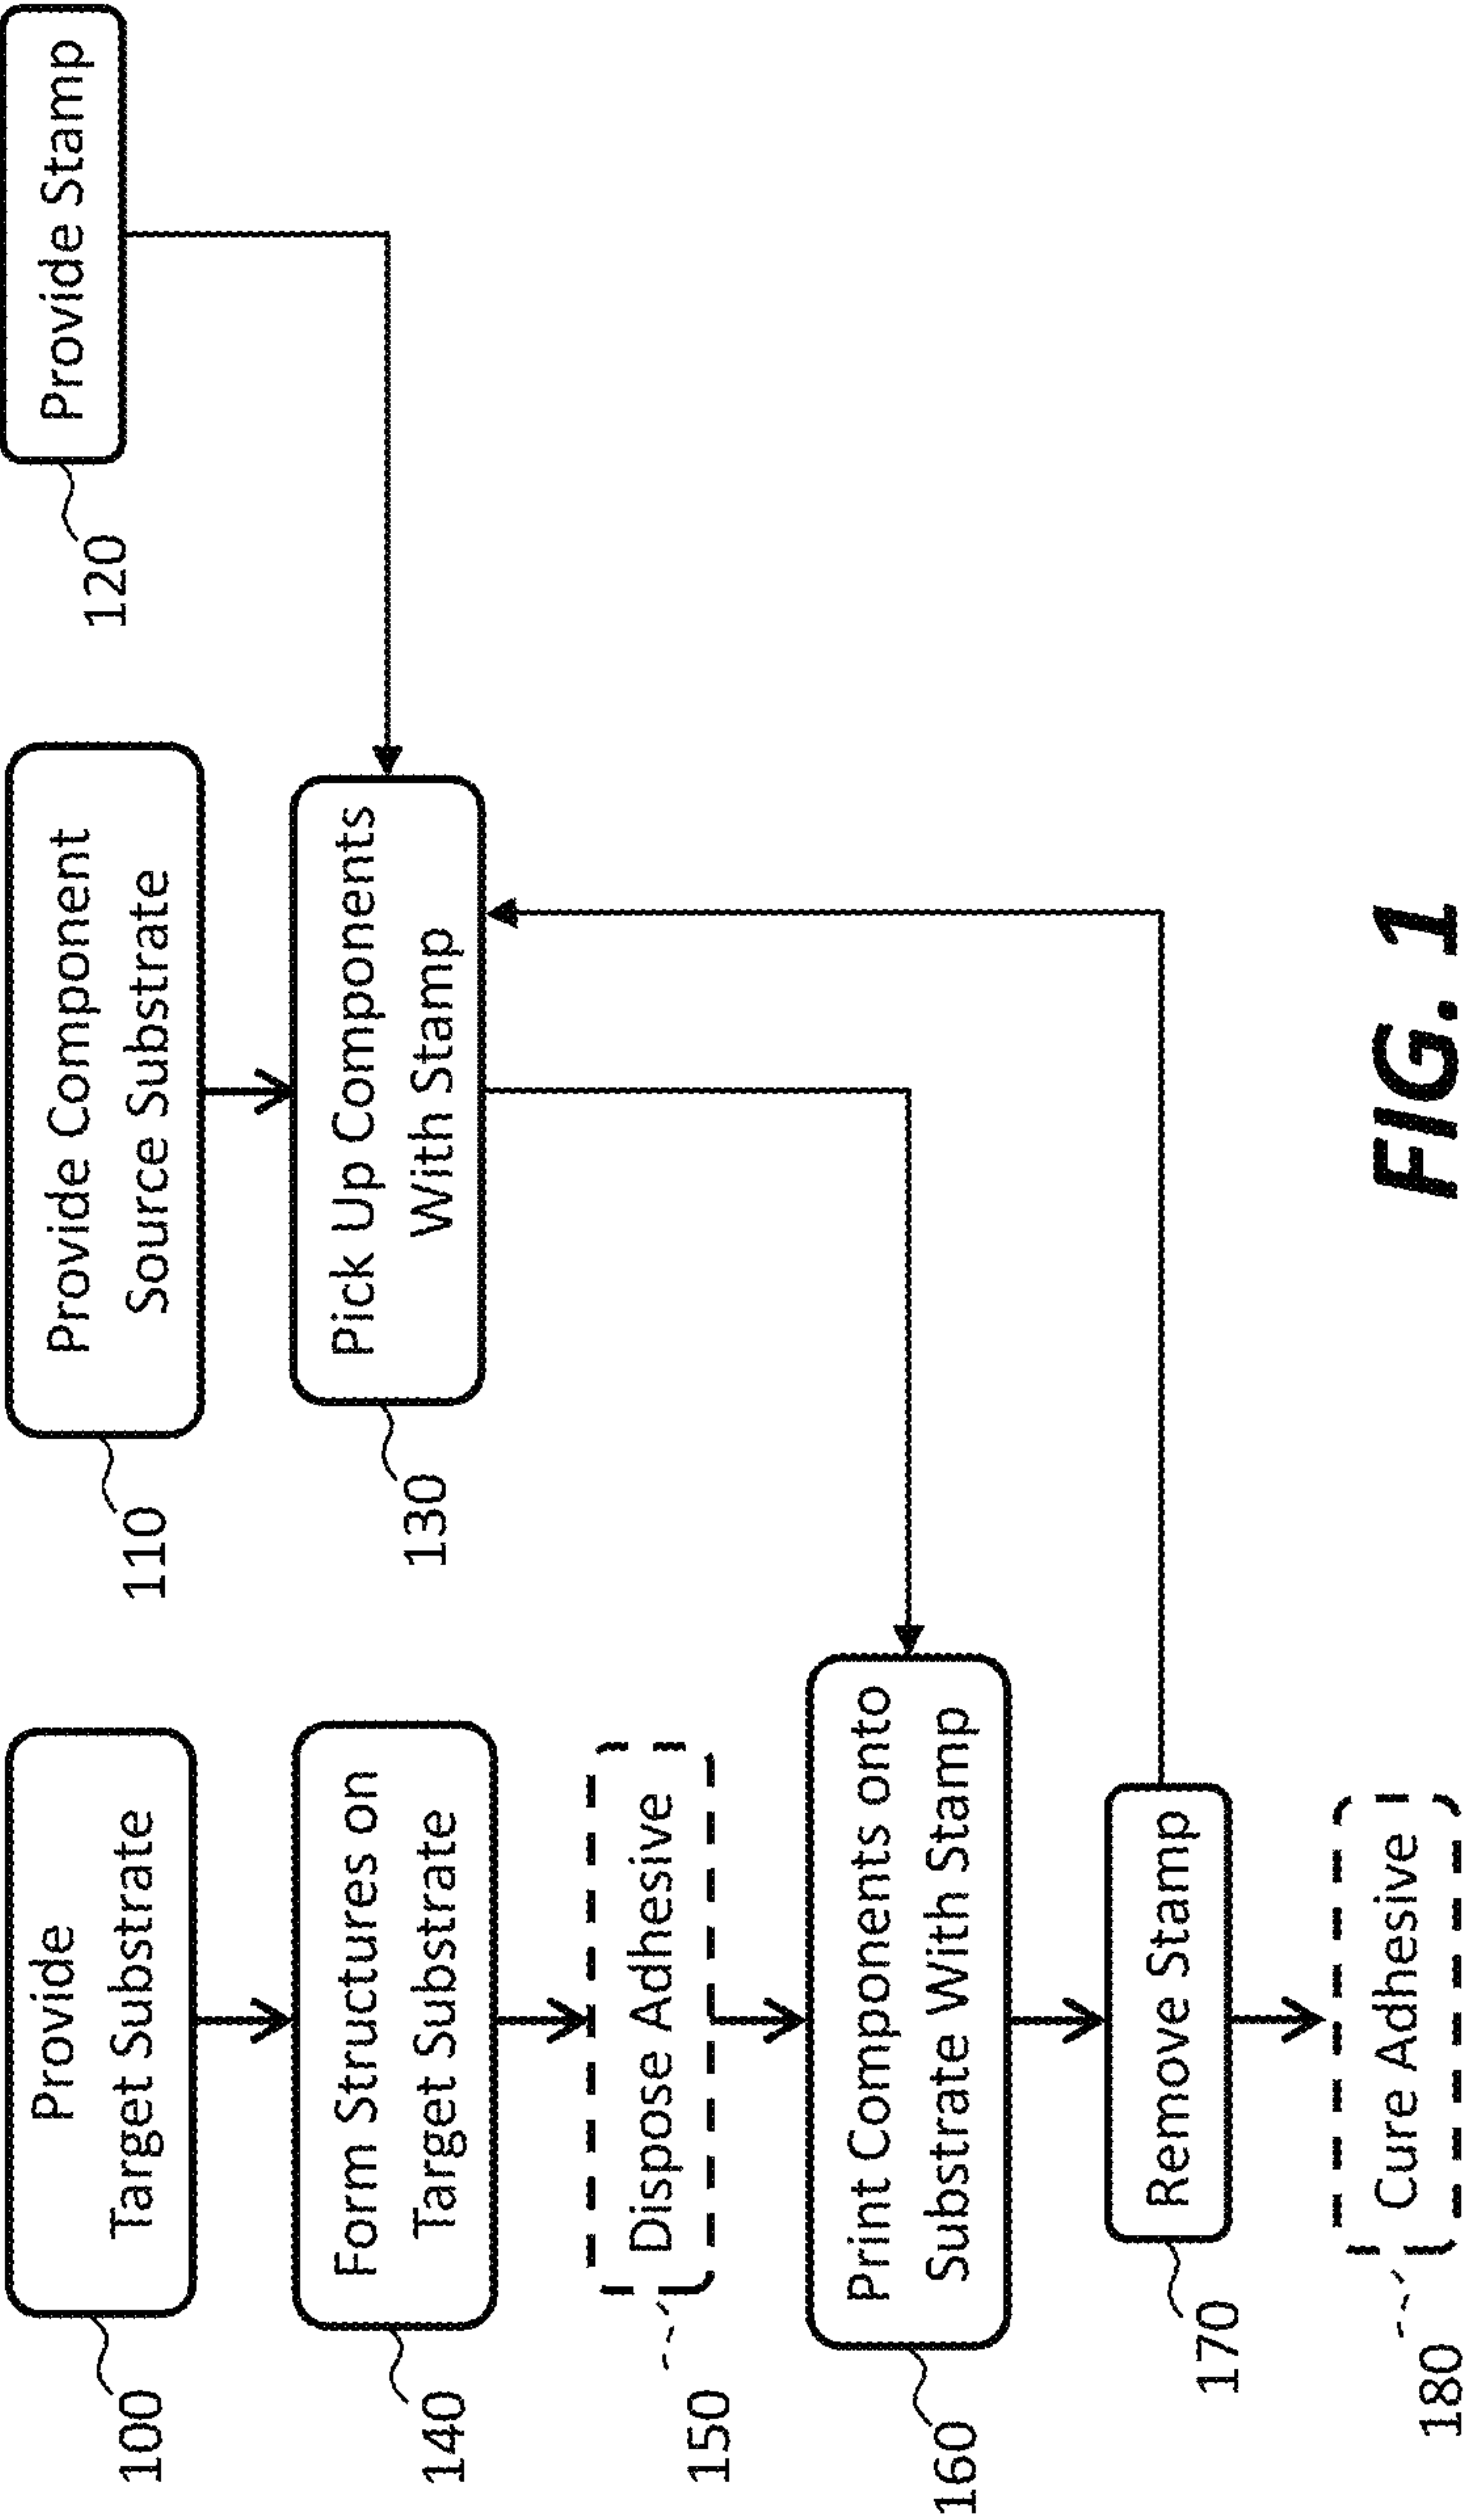 100
Provide
Target Substrate
110
Provide Component
Source Substrate
120
Provide Stamp
140
Form Structures on
Target Substrate
130
Pick Up Components
With Stamp
150
Dispose Adhesive
160
Print Components onto
Substrate With Stamp
170
Remove Stamp
180
Cure Adhesive
FIG. 1